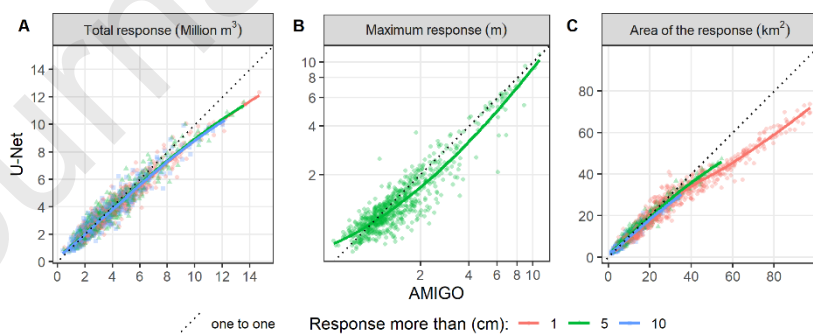 A
Total response (Million m³)
B
Maximum response (m)
C
Area of the response (km²)
U-Net
14
12
10
8
6
4
2
0
0 2 4 6 8 10 12 14
10
8
6
4
2
2 4 6 8 10
80
60
40
20
0
0 20 40 60 80
AMIGO
one to one
Response more than (cm): 1 5 10